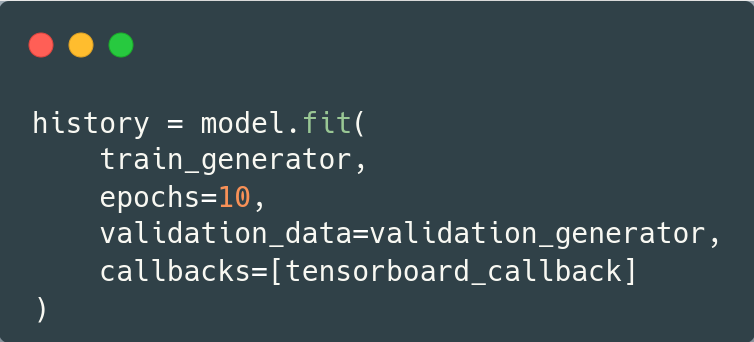 history = model.fit(
    train_generator,
    epochs=10,
    validation_data=validation_generator,
    callbacks=[tensorboard_callback]
)